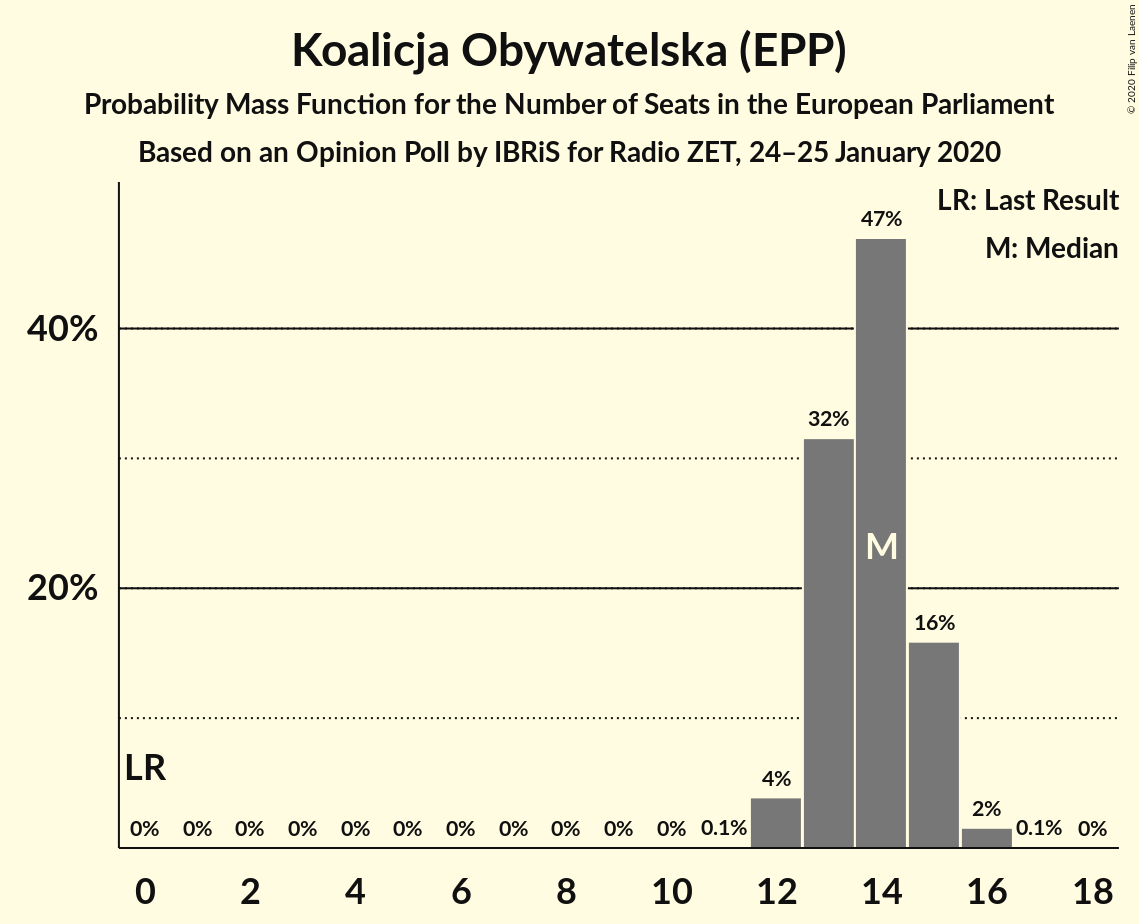 Koalicja Obywatelska (EPP)
Probability Mass Function for the Number of Seats in the European Parliament
Based on an Opinion Poll by IBRiS for Radio ZET, 24–25 January 2020
© 2020 Filip van Laenen
LR: Last Result
M: Median
40%
20%
47%
32%
M
16%
LR
4%
2%
0% 0% 0% 0% 0% 0% 0% 0% 0% 0% 0% 0.1% 0.1% 0%
0 2 4 6 8 10 12 14 16 18